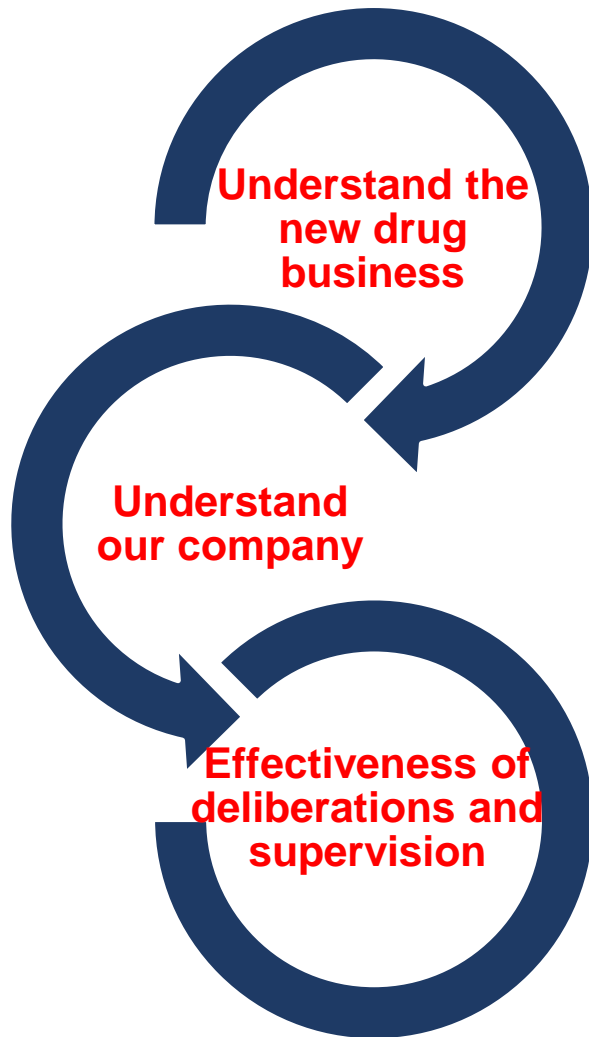 Understand the
new drug
business
Understand
our company
Effectiveness of
deliberations and
supervision